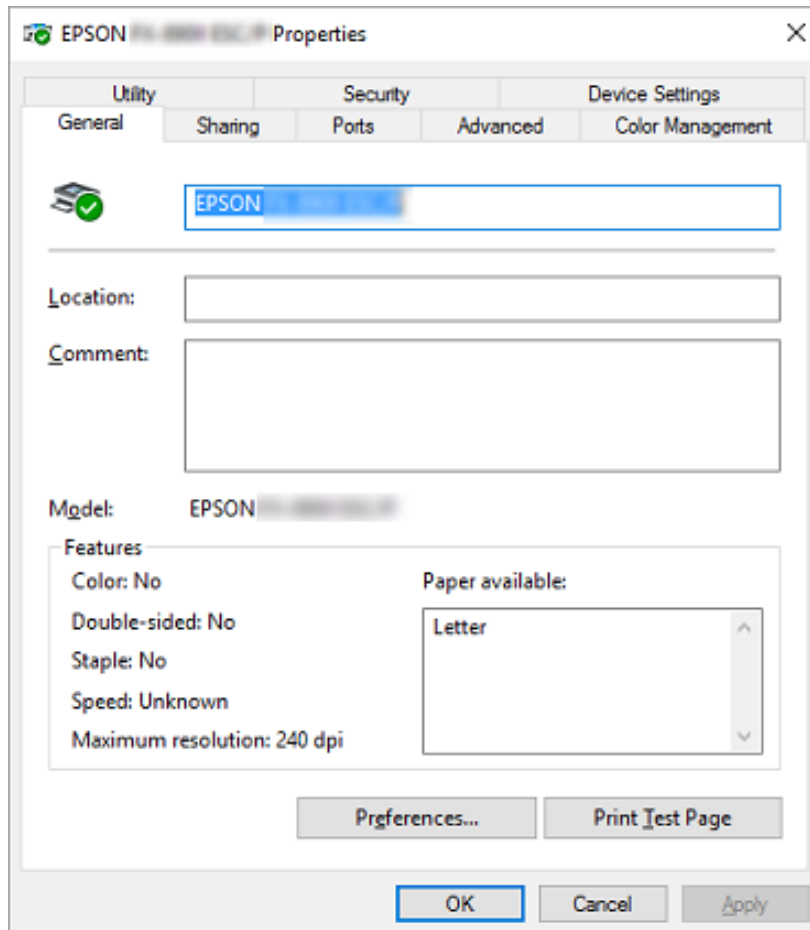 EPSON Properties
Utility Security Device Settings
General Sharing Ports Advanced Color Management
EPSON
Location:
Comment:
Model: EPSON
Features
Color: No
Double-sided: No
Staple: No
Speed: Unknown
Maximum resolution: 240 dpi
Paper available:
Letter
Preferences... Print Test Page
OK Cancel Apply